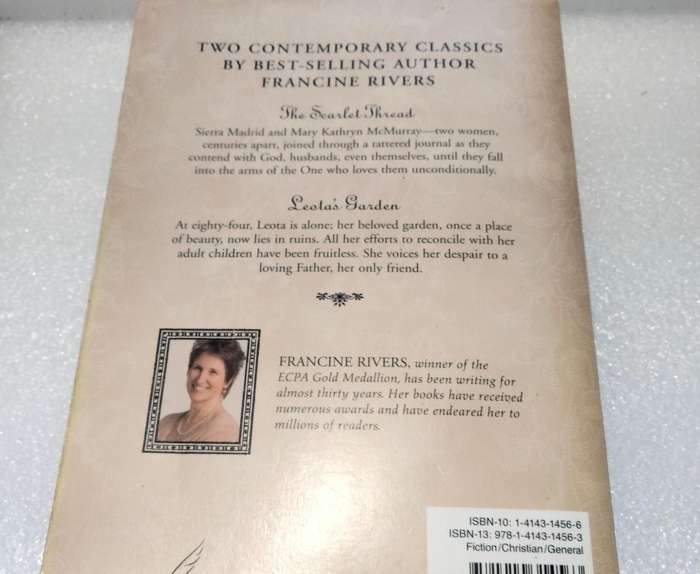 TWO CONTEMPORARY CLASSICS
BY BEST-SELLING AUTHOR
FRANCINE RIVERS
The Scarlet Thread
Sierra Madrid and Mary Kathryn McMurray—two women,
centuries apart, joined through a tattered journal as they
contend with God, husbands, even themselves, until they fall
into the arms of the One who loves them unconditionally.
Leota's Garden
At eighty-four, Leota is alone; her beloved garden, once a place
of beauty, now lies in ruins. All her efforts to reconcile with her
adult children have been fruitless. She voices her despair to a
loving Father, her only friend.
FRANCINE RIVERS, winner of the
ECPA Gold Medallion, has been writing for
almost thirty years. Her books have received
numerous awards and have endeared her to
millions of readers.
ISBN-10: 1-4143-1456-6
ISBN-13: 978-1-4143-1456-3
Fiction/Christian/General